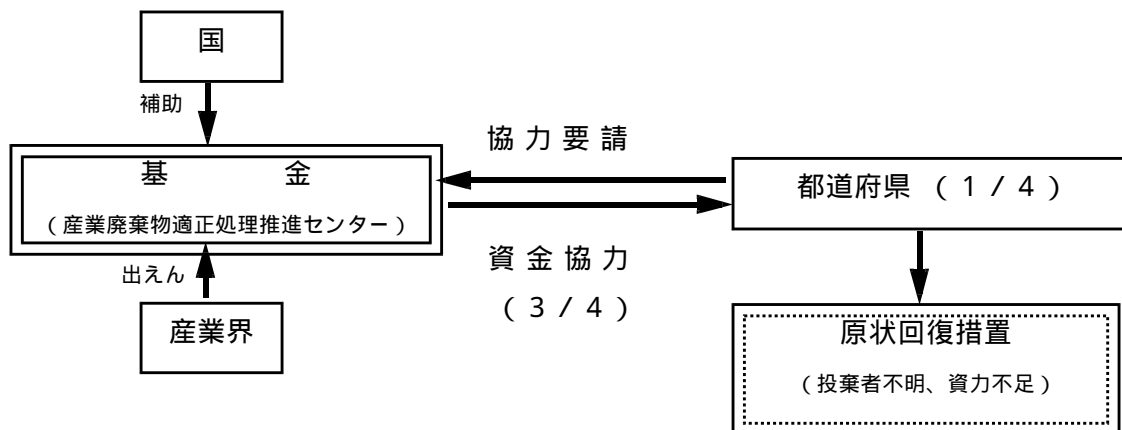 国
補助
基金
(産業廃棄物適正処理推進センター)
出えん
産業界
協力要請
資金協力
(3/4)
都道府県 (1/4)
原状回復措置
(投棄者不明、資力不足)